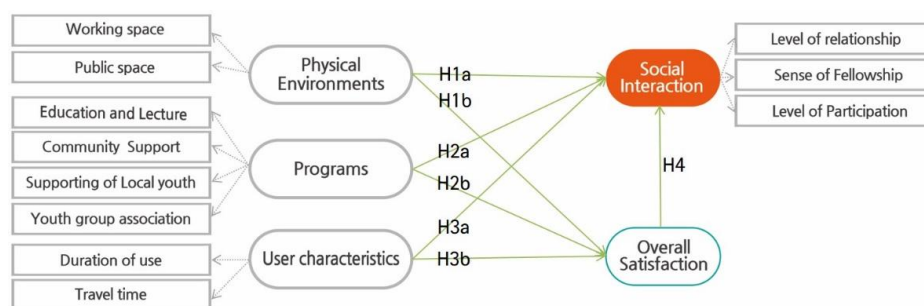 Working space
Public space
Education and Lecture
Community Support
Supporting of Local youth
Youth group association
Duration of use
Travel time
Physical
Environments
Programs
User characteristics
H1a
H1b
H2a
H2b
H3a
H3b
H4
Social
Interaction
Overall
Satisfaction
Level of relationship
Sense of Fellowship
Level of Participation